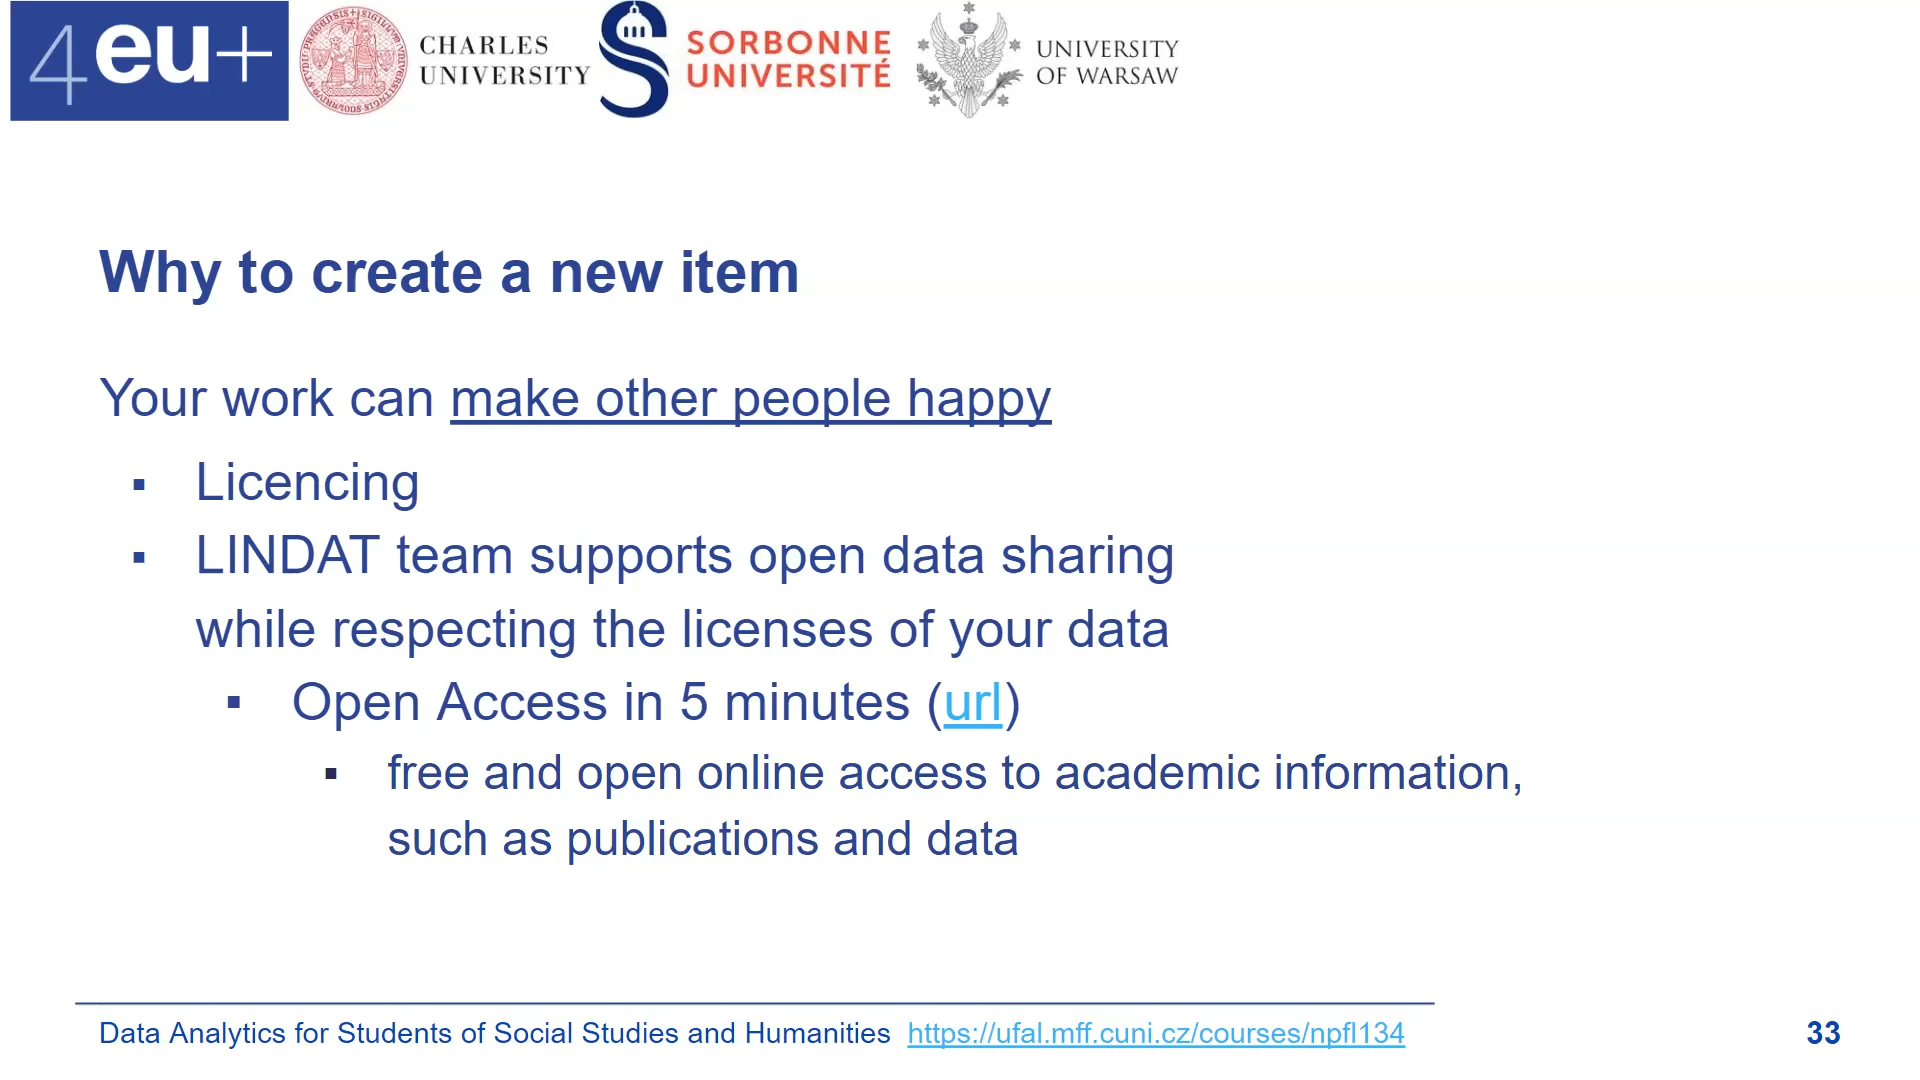 4eu+
CHARLES
UNIVERSITY
SORBONNE
UNIVERSITÉ
UNIVERSITY
OF WARSAW
Why to create a new item
Your work can make other people happy
▪ Licencing
▪ LINDAT team supports open data sharing
while respecting the licenses of your data
▪ Open Access in 5 minutes (url)
▪ free and open online access to academic information,
such as publications and data
Data Analytics for Students of Social Studies and Humanities https://ufal.mff.cuni.cz/courses/npfl134
33